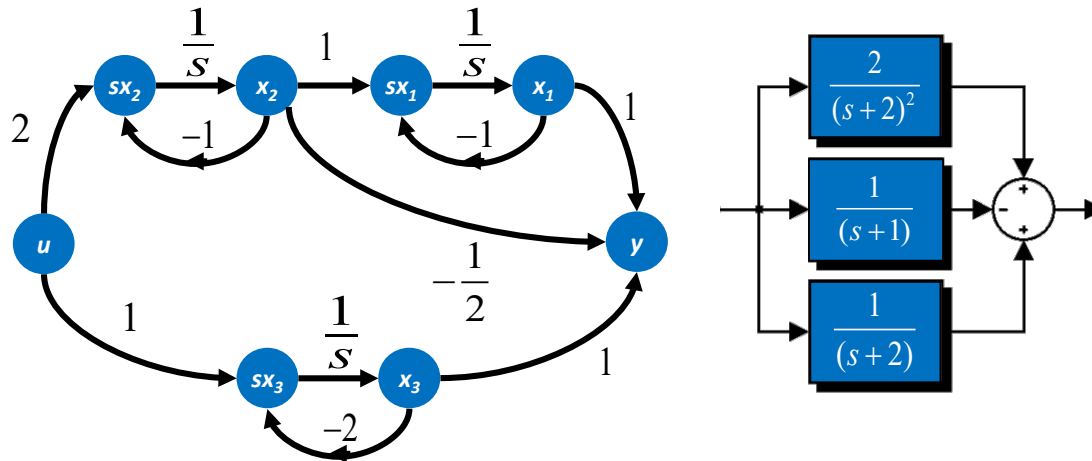 1/s 1 1/s
sx₂ x₂ sx₁ x₁
2 −1 −1 1
u y
−1/2
1 1/s 1
sx₃ x₃
−2
2/(s+2)²
+
1/(s+1) -
+
1/(s+2)